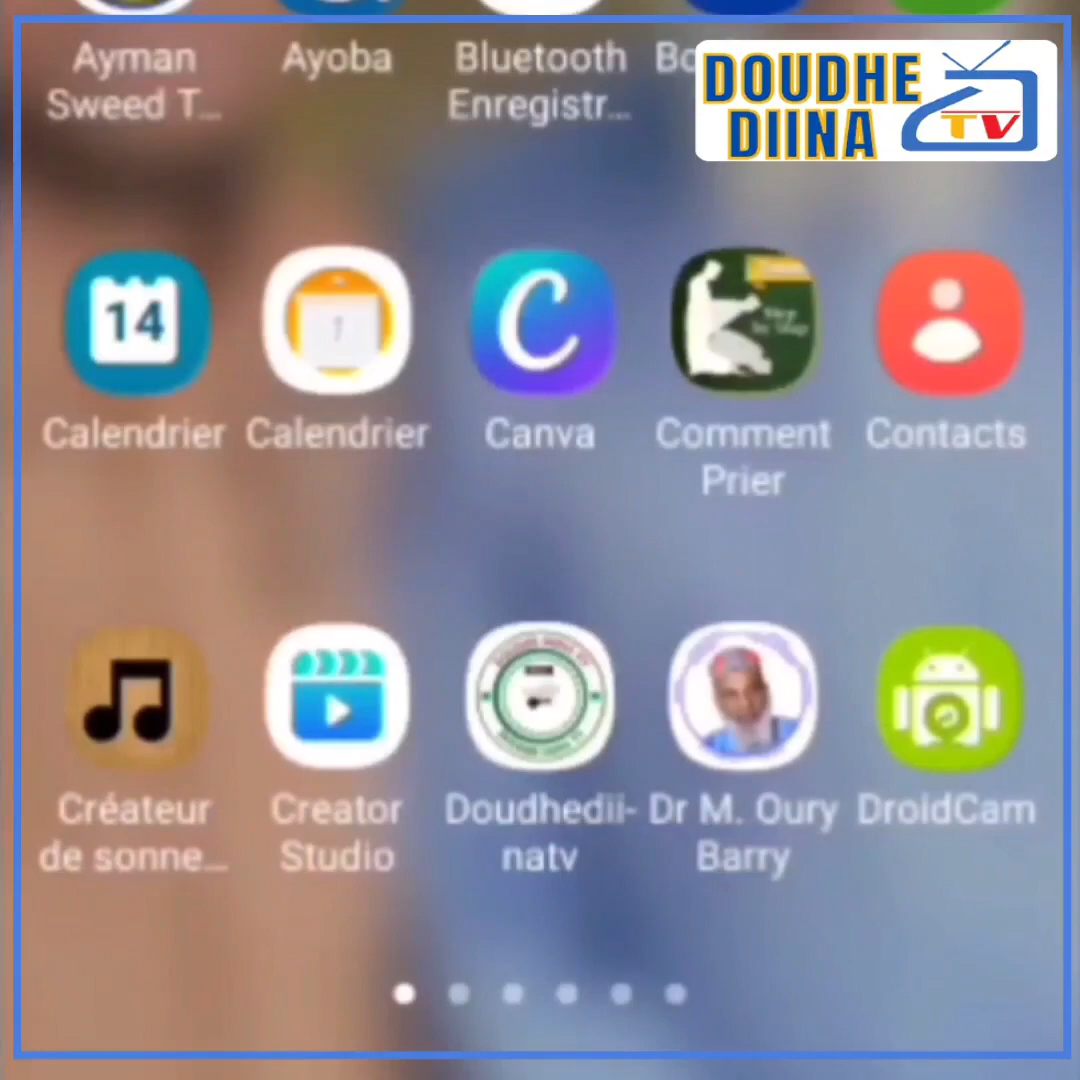 Ayman
Sweed T...
Ayoba
Bluetooth
Enregistr...
DOUDHE
DIINA
TV
14
Calendrier
Calendrier
Canva
Comment
Prier
Contacts
Créateur
de sonne...
Creator
Studio
Doudhedii-
natv
Dr M. Oury
Barry
DroidCam